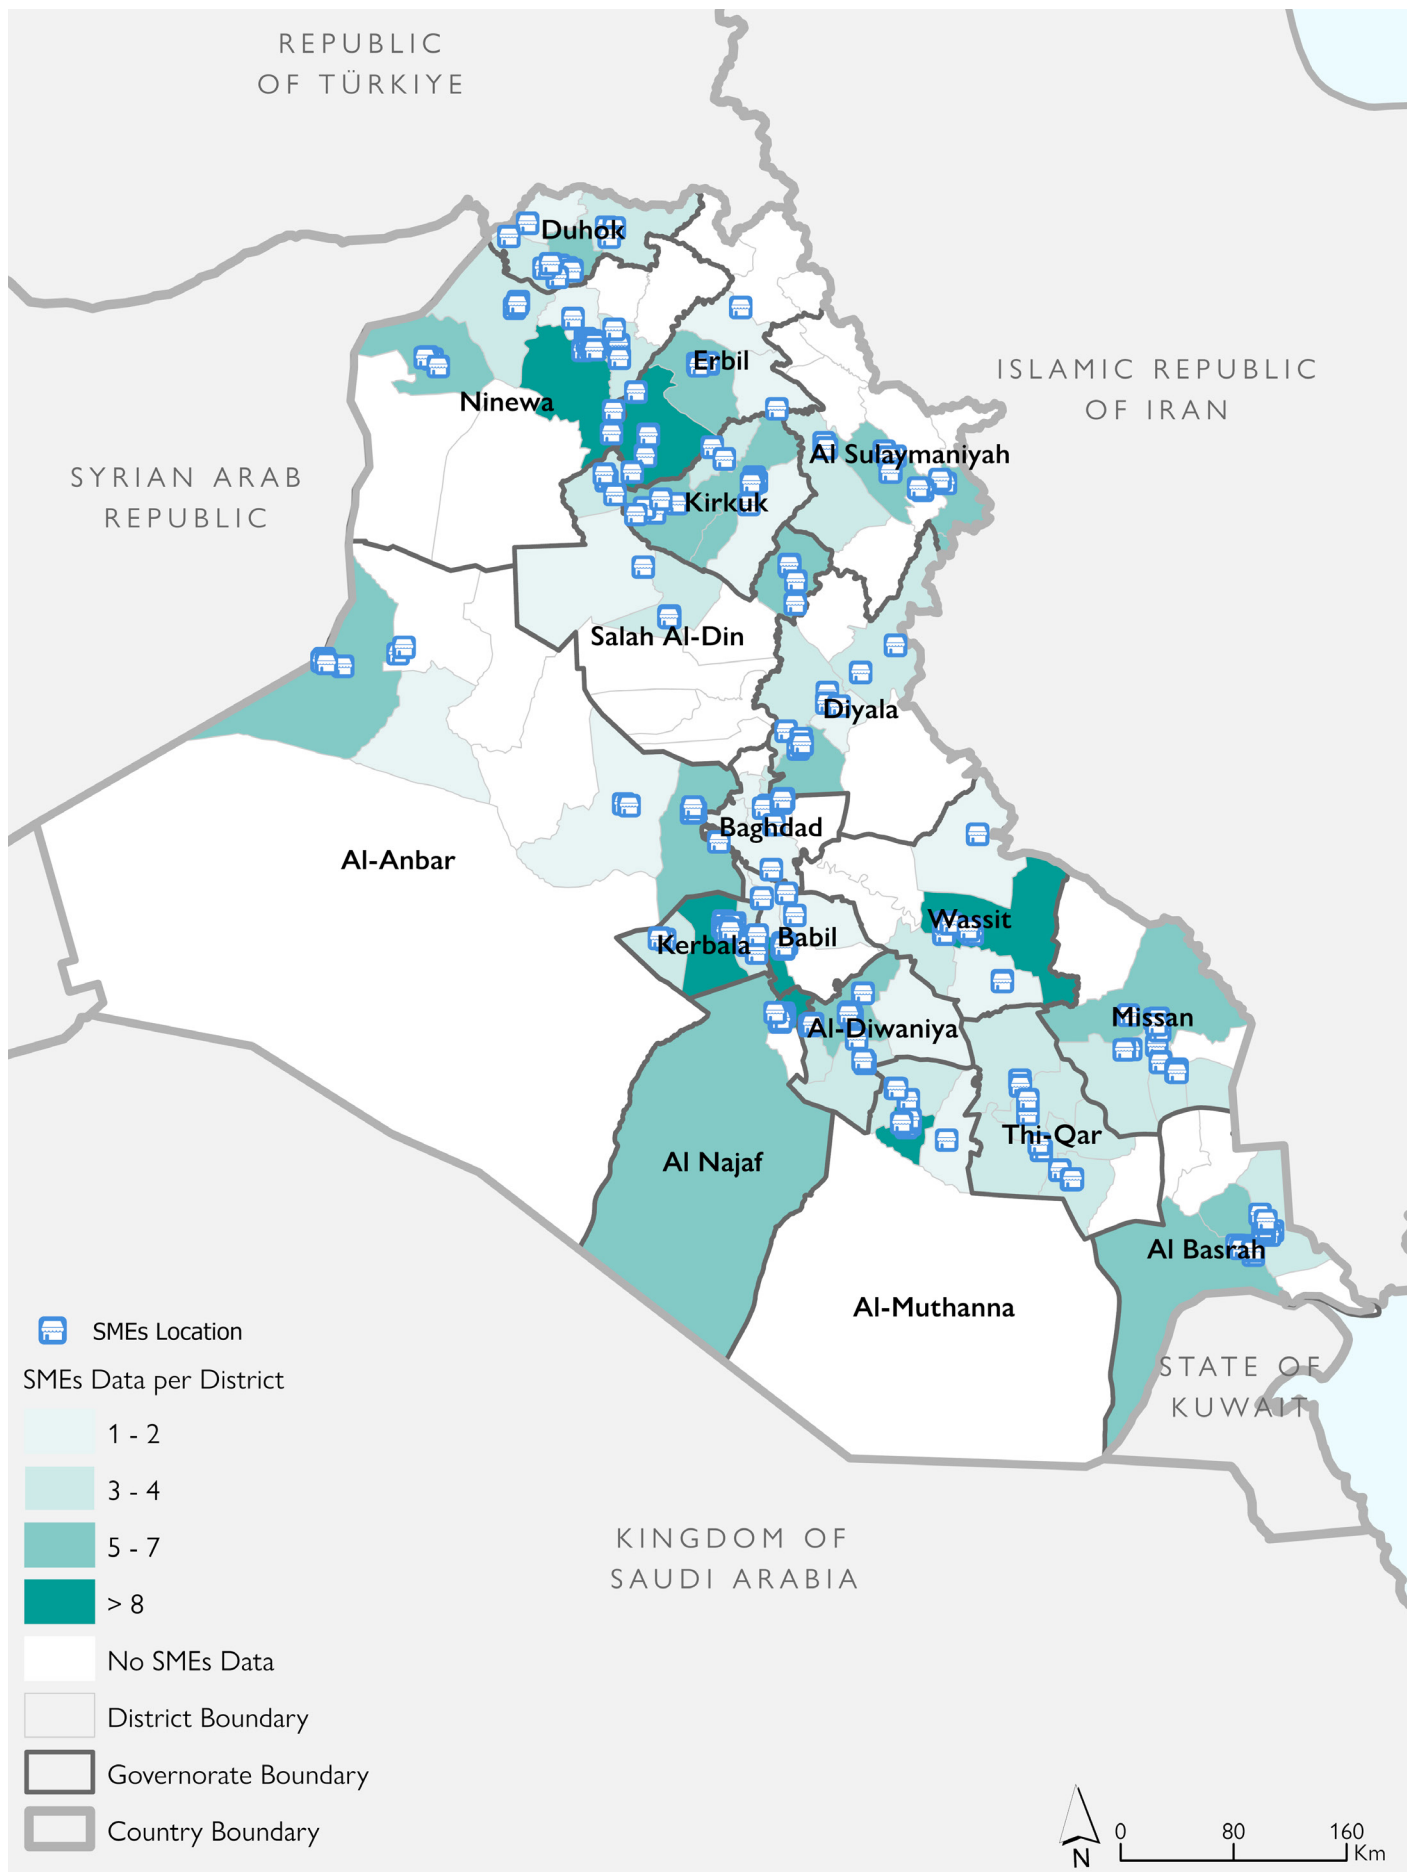 REPUBLIC
OF TÜRKIYE
Duhok
Erbil
ISLAMIC REPUBLIC
OF IRAN
Ninewa
Al Sulaymaniyah
SYRIAN ARAB
REPUBLIC
Kirkuk
Salah Al-Din
Diyala
Baghdad
Al-Anbar
Wassit
Kerbala
Babil
Missan
Al-Diwaniya
Thi-Qar
Al Najaf
Al Basrah
Al-Muthanna
STATE OF
KUWAIT
KINGDOM OF
SAUDI ARABIA
SMEs Location
SMEs Data per District
1 - 2
3 - 4
5 - 7
> 8
No SMEs Data
District Boundary
Governorate Boundary
Country Boundary
N
0 80 160
Km